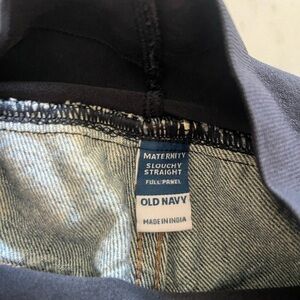 MATERNITY
SLOUCHY
STRAIGHT
FULL PANEL
OLD NAVY
MADE IN INDIA